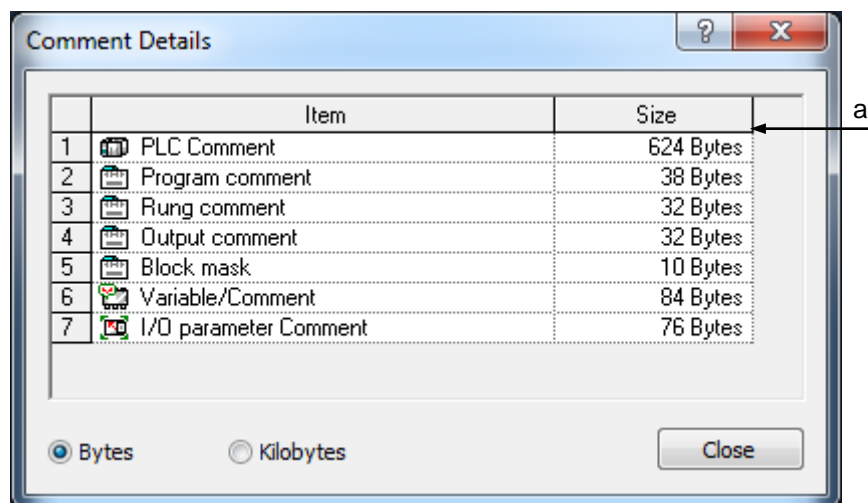 Comment Details
Item Size
a
1 PLC Comment 624 Bytes
2 Program comment 38 Bytes
3 Rung comment 32 Bytes
4 Output comment 32 Bytes
5 Block mask 10 Bytes
6 Variable/Comment 84 Bytes
7 I/O parameter Comment 76 Bytes
Bytes Kilobytes Close